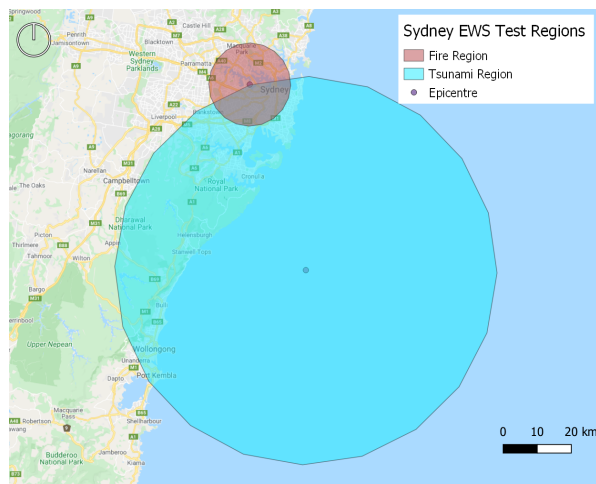 Springwood
Castle Hill
Penrith
Jamisontown
Blacktown
Macquarie
Park
Western
Sydney
Parklands
Parramatta
Sydney
Liverpool
Bankstown
Narellan
Campbelltown
Royal
National Park
Cronulla
The Oaks
Picton
Thirlmere
Tahmoor
Wilton
Appin
Dharawal
National Park
Helensburgh
Stanwell Tops
Bargo
Upper Nepean
Bulli
Wollongong
Unanderra
Dapto
Port Kembla
Macquarie
Pass
Robertson
Shellharbour
Jamberoo
Budderoo
National Park
Kiama
Sydney EWS Test Regions
Fire Region
Tsunami Region
Epicentre
0 10 20 km